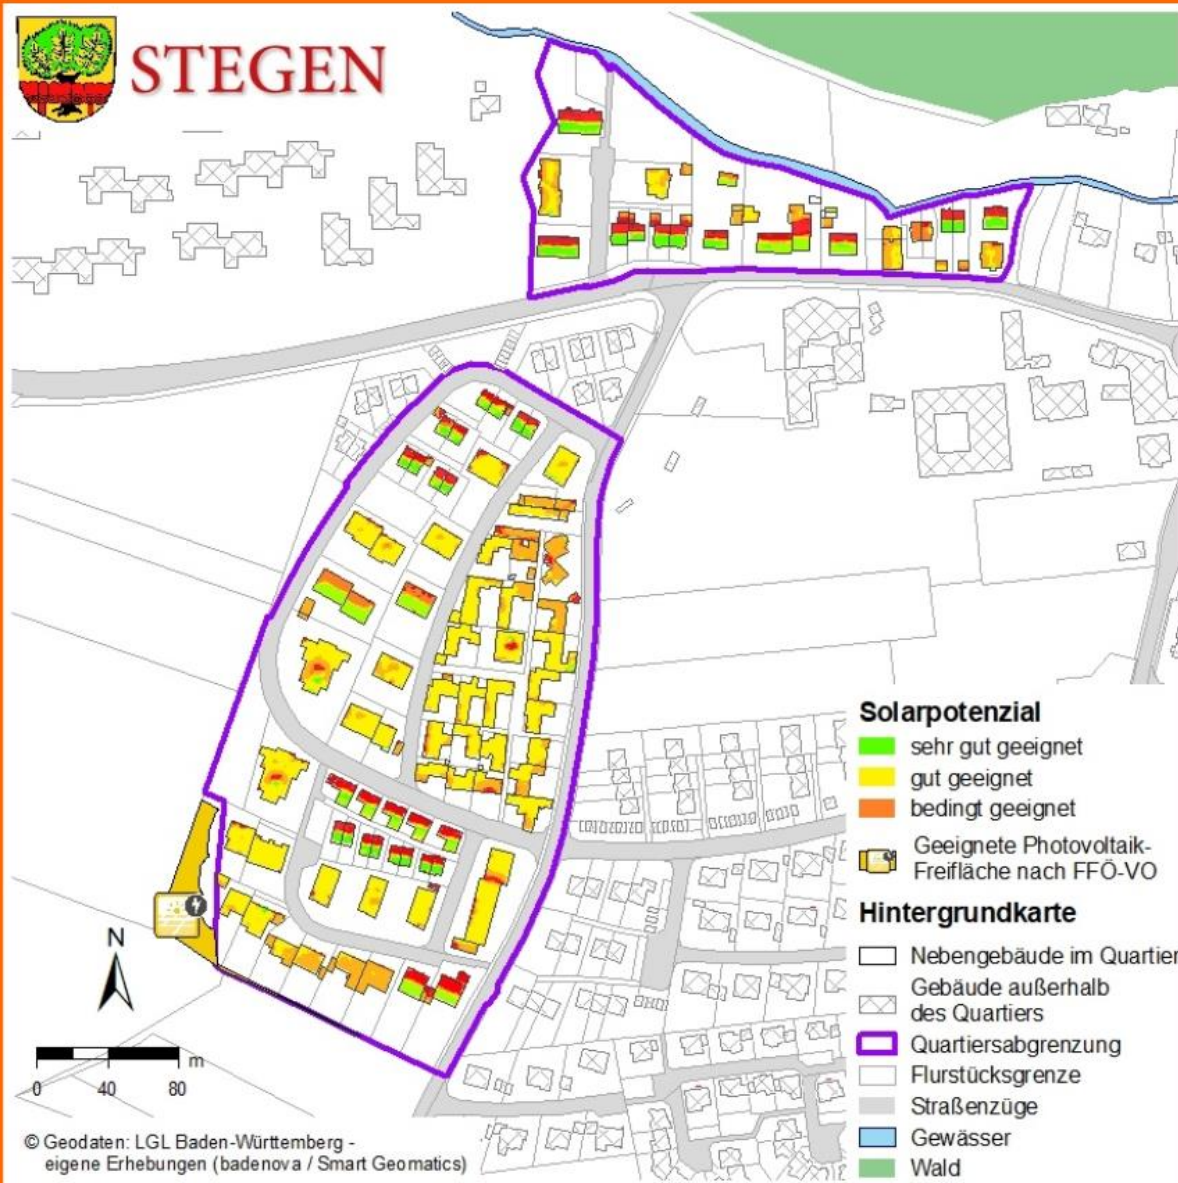 STEGEN
Solarpotenzial
sehr gut geeignet
gut geeignet
bedingt geeignet
Geeignete Photovoltaik-
Freifläche nach FFÖ-VO
Hintergrundkarte
Nebengebäude im Quartier
Gebäude außerhalb
des Quartiers
Quartiersabgrenzung
Flurstücksgrenze
Straßenzüge
Gewässer
Wald
N
m
0 40 80
© Geodaten: LGL Baden-Württemberg -
eigene Erhebungen (badenova / Smart Geomatics)